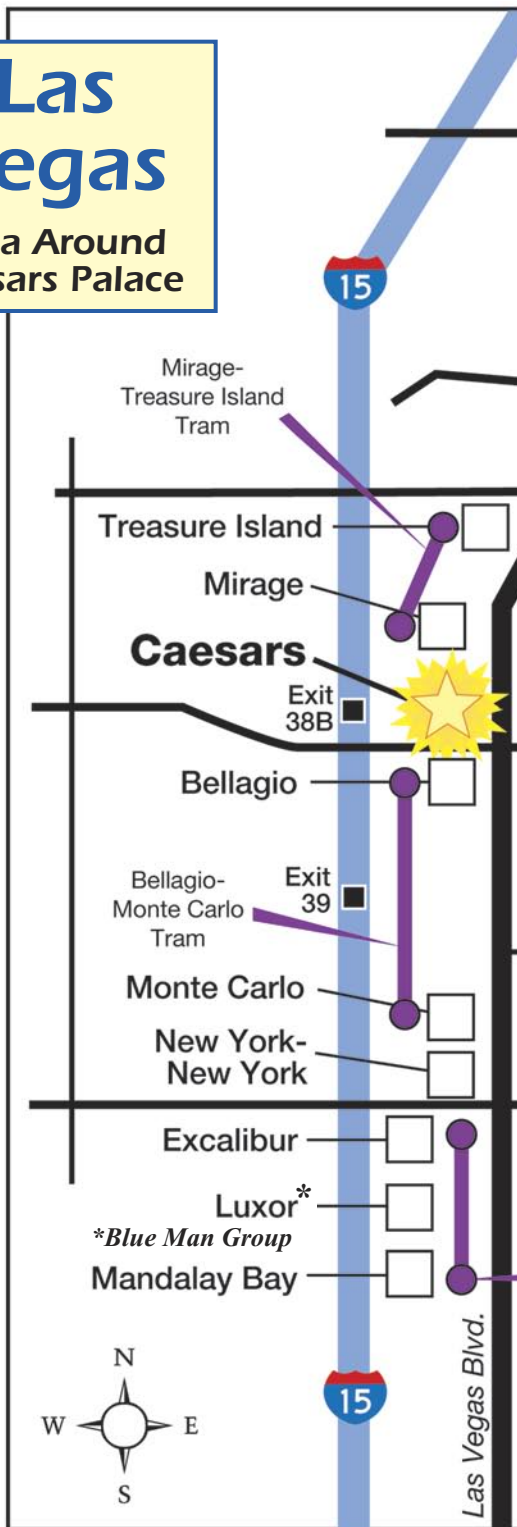 Las
egas
a Around
sars Palace
15
Mirage-
Treasure Island
Tram
Treasure Island
Mirage
Caesars
Exit
38B
Bellagio
Exit
39
Bellagio-
Monte Carlo
Tram
Monte Carlo
New York-
New York
Excalibur
Luxor*
*Blue Man Group
Mandalay Bay
Las Vegas Blvd.
N
W E
S
15